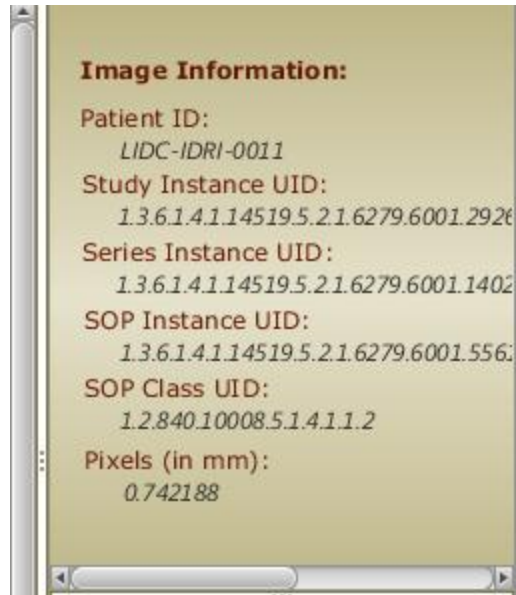 Image Information:
Patient ID:
LIDC-IDRI-0011
Study Instance UID:
1.3.6.1.4.1.14519.5.2.1.6279.6001.2926
Series Instance UID:
1.3.6.1.4.1.14519.5.2.1.6279.6001.1402
SOP Instance UID:
1.3.6.1.4.1.14519.5.2.1.6279.6001.5562
SOP Class UID:
1.2.840.10008.5.1.4.1.1.2
Pixels (in mm):
0.742188